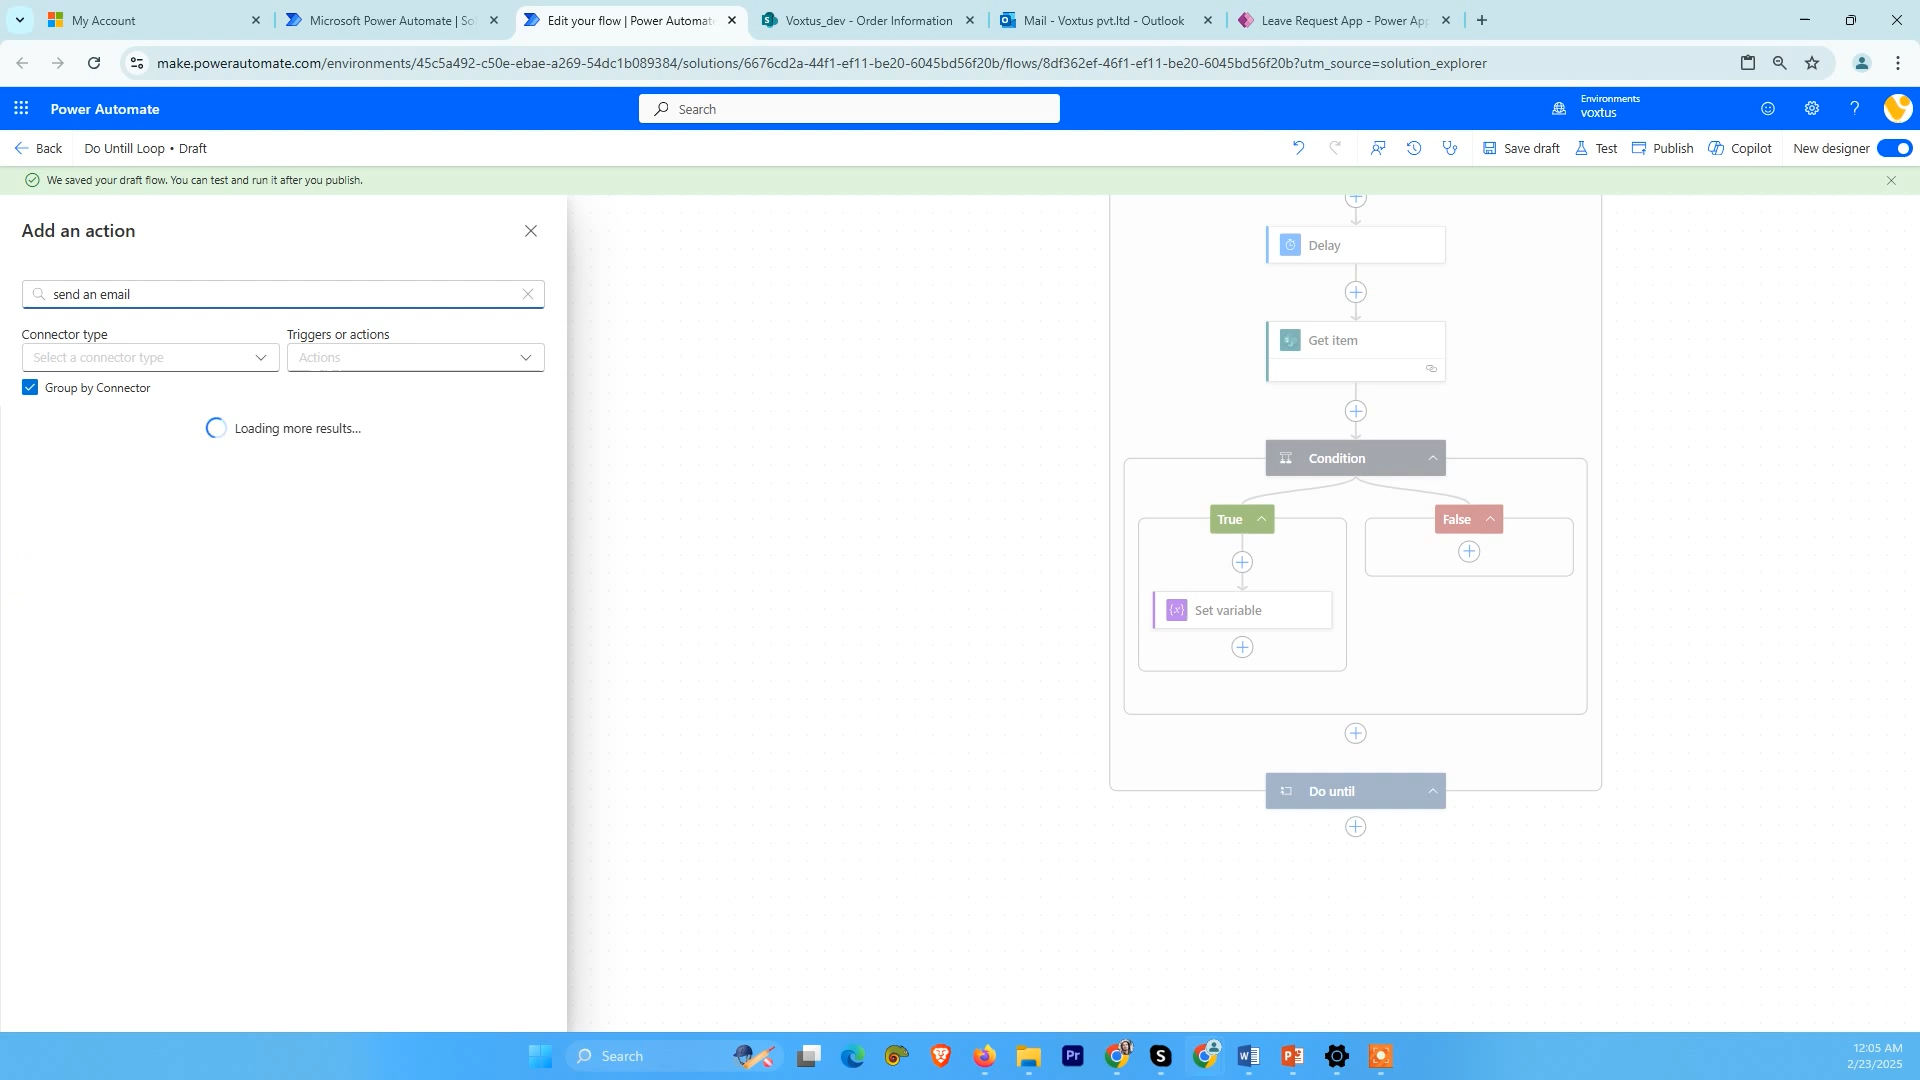 My Account
Microsoft Power Automate | So
Edit your flow | Power Automate
Voxtus_dev - Order Information
Mail - Voxtus pvt.ltd - Outlook
Leave Request App - Power Ap
make.powerautomate.com/environments/45c5a492-c50e-ebae-a269-54dc1b089384/solutions/6676cd2a-44f1-ef11-be20-6045bd56f20b/flows/8df362ef-46f1-ef11-be20-6045bd56f20b?utm_source=solution_explorer
Power Automate
Search
Environments
voxtus
Back
Do Untill Loop • Draft
Save draft
Test
Publish
Copilot
New designer
We saved your draft flow. You can test and run it after you publish.
Add an action
send an email
Connector type
Triggers or actions
Select a connector type
Actions
Group by Connector
Loading more results...
Delay
Get item
Condition
True
False
{x} Set variable
Do until
Search
Pr
12:05 AM
2/23/2025